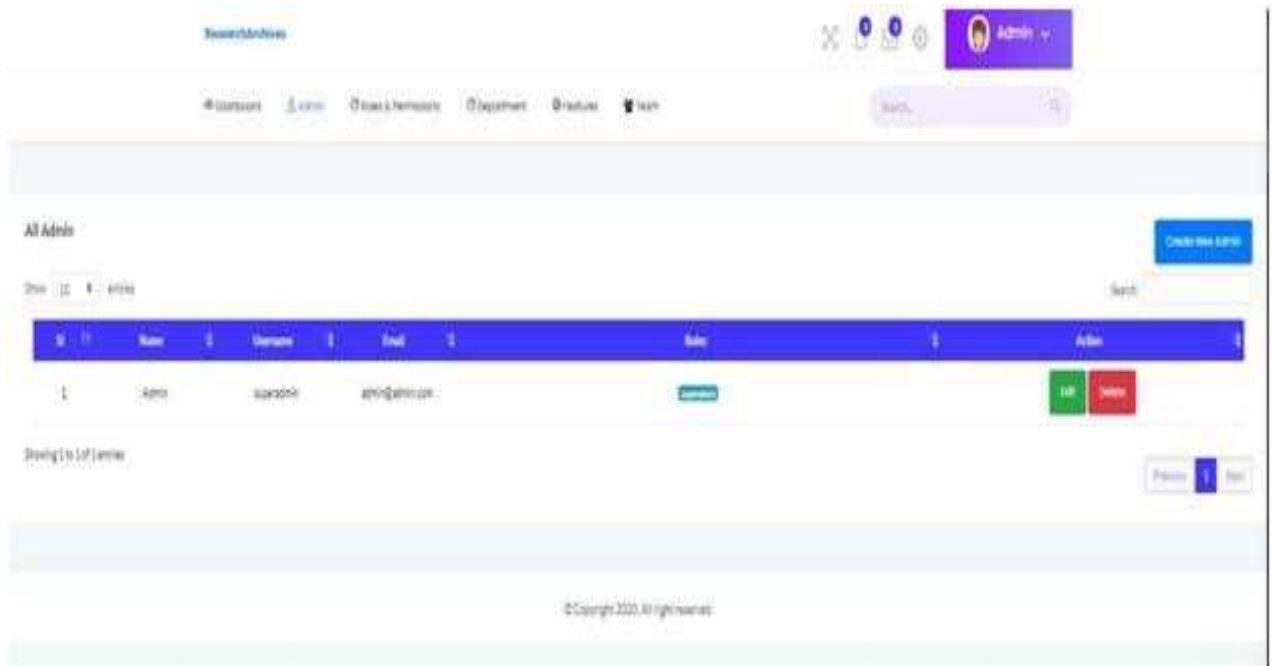 ResearchArchives
Admin
Dashboard Admin Roles & Permissions Department Features Team
Search...
All Admin
Create New Admin
Show 10 entries
Search
Sl Name Username Email Roles Action
1 Admin superadmin admin@admin.com superadmin Edit Delete
Showing 1 to 1 of 1 entries
Previous 1 Next
© Copyright 2020. All right reserved.